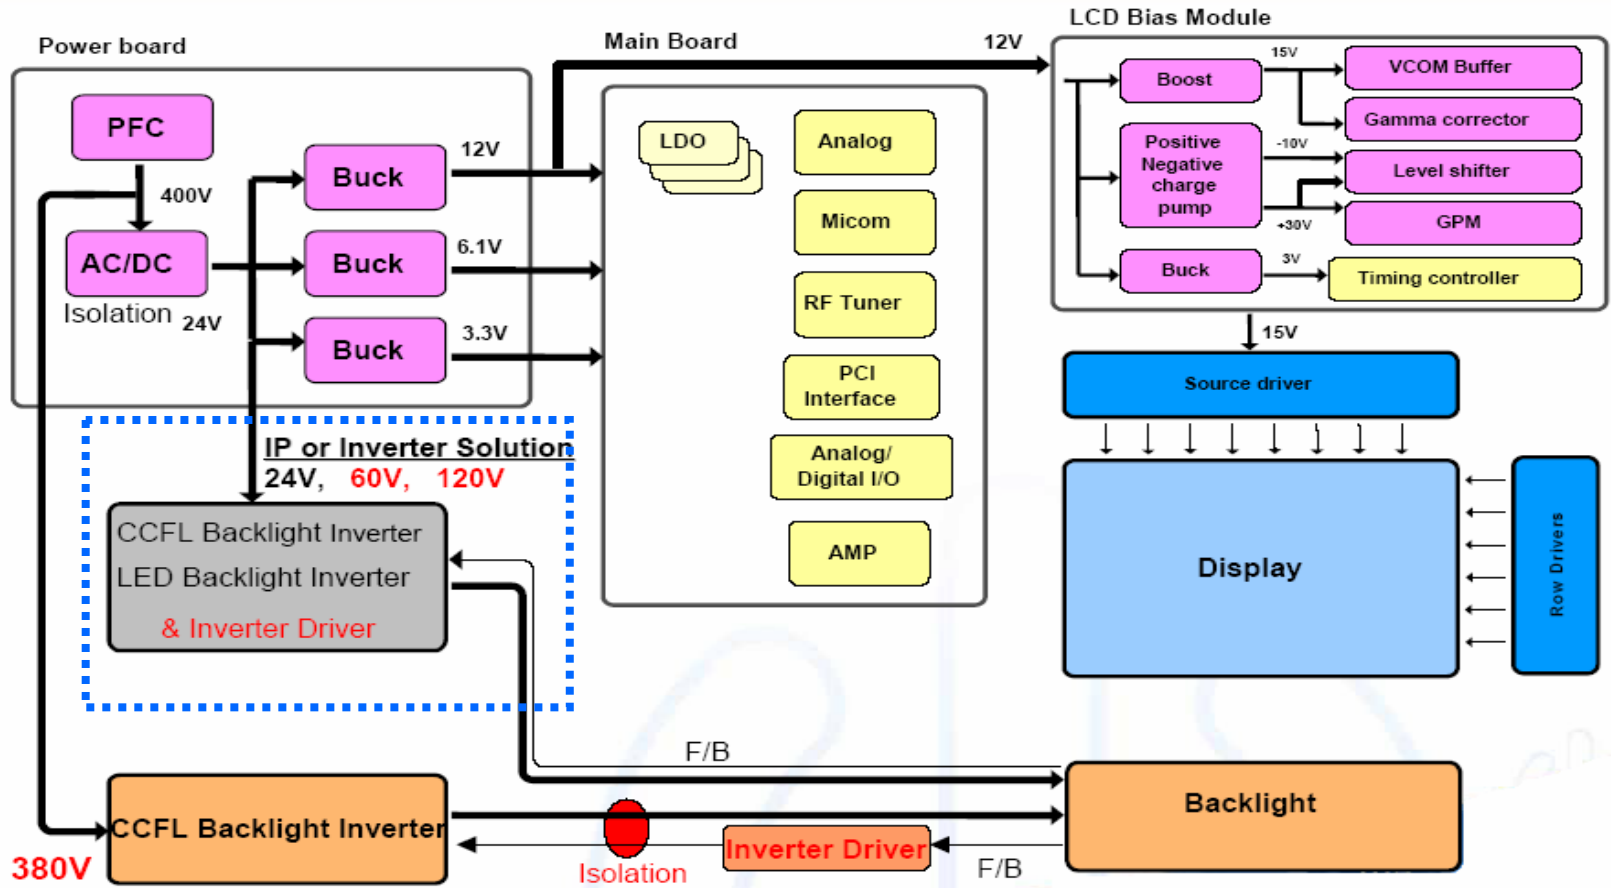 LCD Bias Module
Power board
Main Board
12V
PFC
400V
AC/DC
Isolation
24V
Buck
12V
Buck
6.1V
Buck
3.3V
LDO
Analog
Micom
RF Tuner
PCI
Interface
Analog/
Digital I/O
AMP
Boost
15V
VCOM Buffer
Gamma corrector
Positive
Negative
charge
pump
-10V
+30V
Level shifter
GPM
Buck
3V
Timing controller
15V
Source driver
Display
Row Drivers
IP or Inverter Solution
24V, 60V, 120V
CCFL Backlight Inverter
LED Backlight Inverter
& Inverter Driver
F/B
Backlight
CCFL Backlight Inverter
380V
Isolation
Inverter Driver
F/B